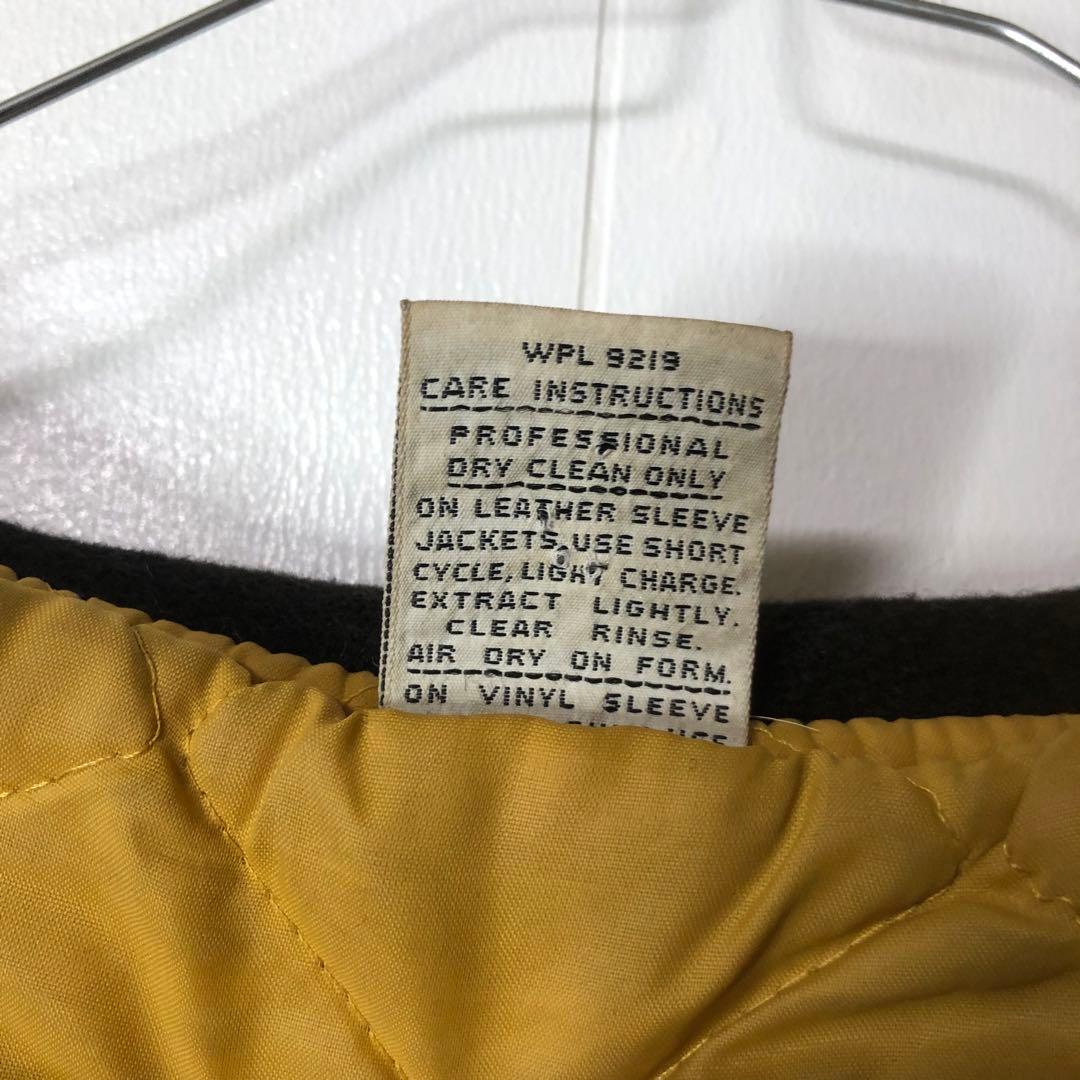 WPL 9219
CARE INSTRUCTIONS
PROFESSIONAL
DRY CLEAN ONLY
ON LEATHER SLEEVE
JACKETS, USE SHORT
CYCLE, LIGHT CHARGE.
EXTRACT LIGHTLY.
CLEAR RINSE.
AIR DRY ON FORM.
ON VINYL SLEEVE